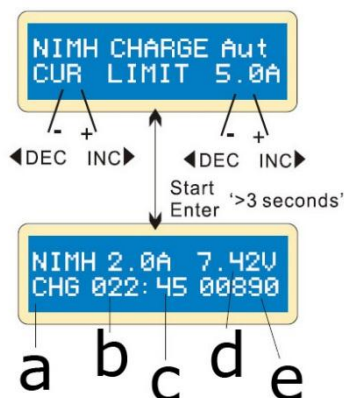 NIMH CHARGE Aut
CUR LIMIT 5.0A
- + - +
◀DEC INC▶ ◀DEC INC▶
Start
Enter '>3 seconds'
NIMH 2.0A 7.42V
CHG 022:45 00890
a b c d e